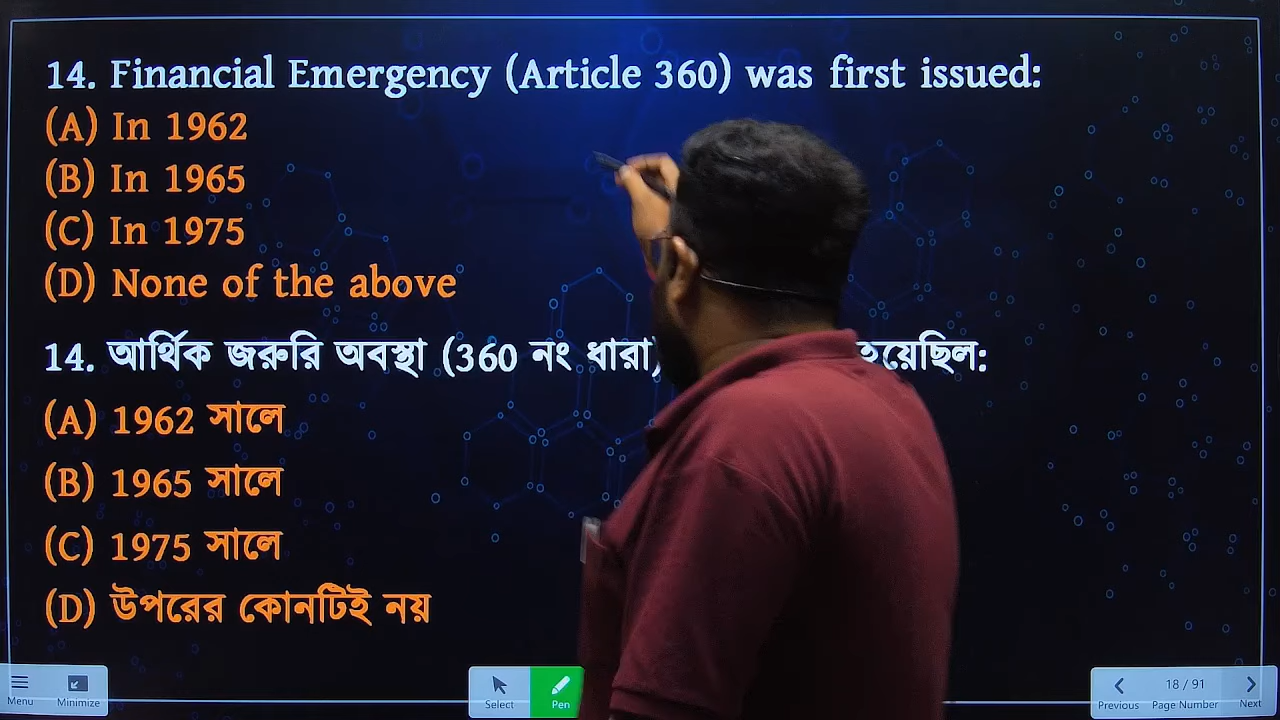 14. Financial Emergency (Article 360) was first issued:
(A) In 1962
(B) In 1965
(C) In 1975
(D) None of the above
14. আর্থিক জরুরি অবস্থা (360 নং ধারা) হয়েছিল:
(A) 1962 সালে
(B) 1965 সালে
(C) 1975 সালে
(D) উপরের কোনটিই নয়
Menu Minimize Select Pen Previous 18 / 91 Page Number Next